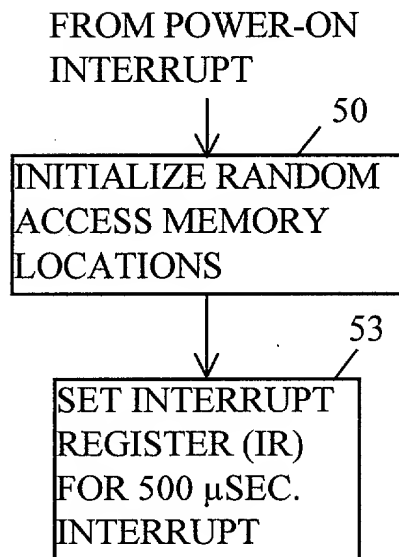 FROM POWER-ON
INTERRUPT
50
INITIALIZE RANDOM
ACCESS MEMORY
LOCATIONS
53
SET INTERRUPT
REGISTER (IR)
FOR 500 µSEC.
INTERRUPT